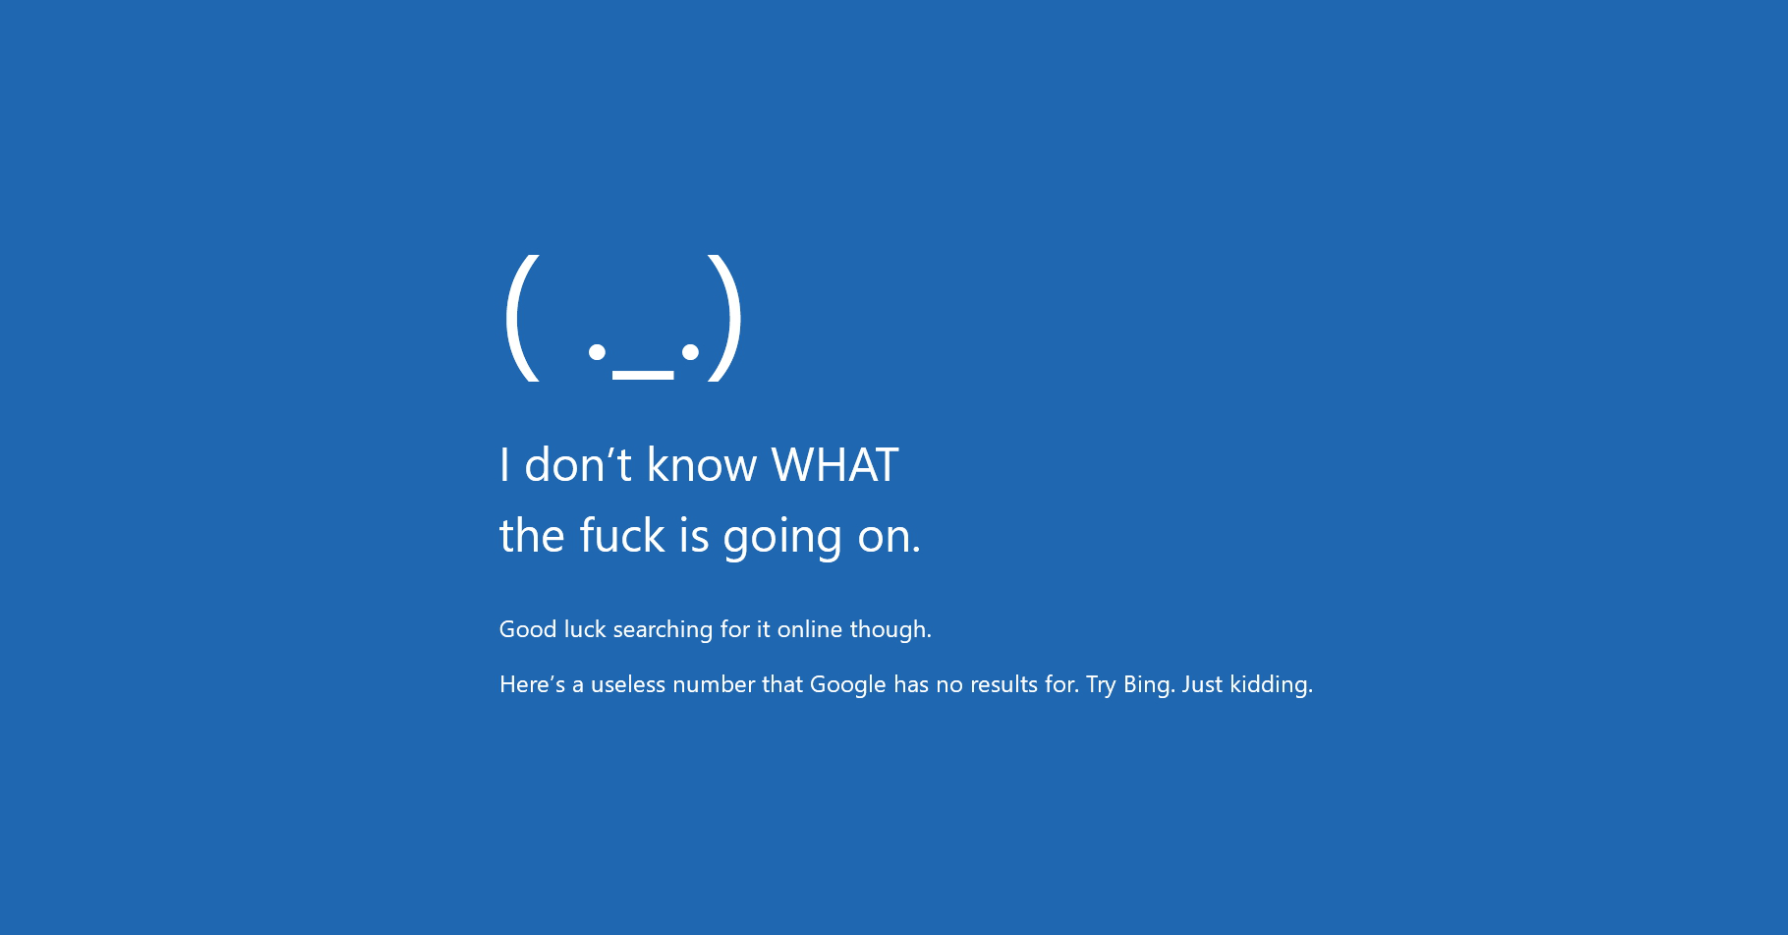 ( ._.)
I don’t know WHAT
the fuck is going on.
Good luck searching for it online though.
Here’s a useless number that Google has no results for. Try Bing. Just kidding.